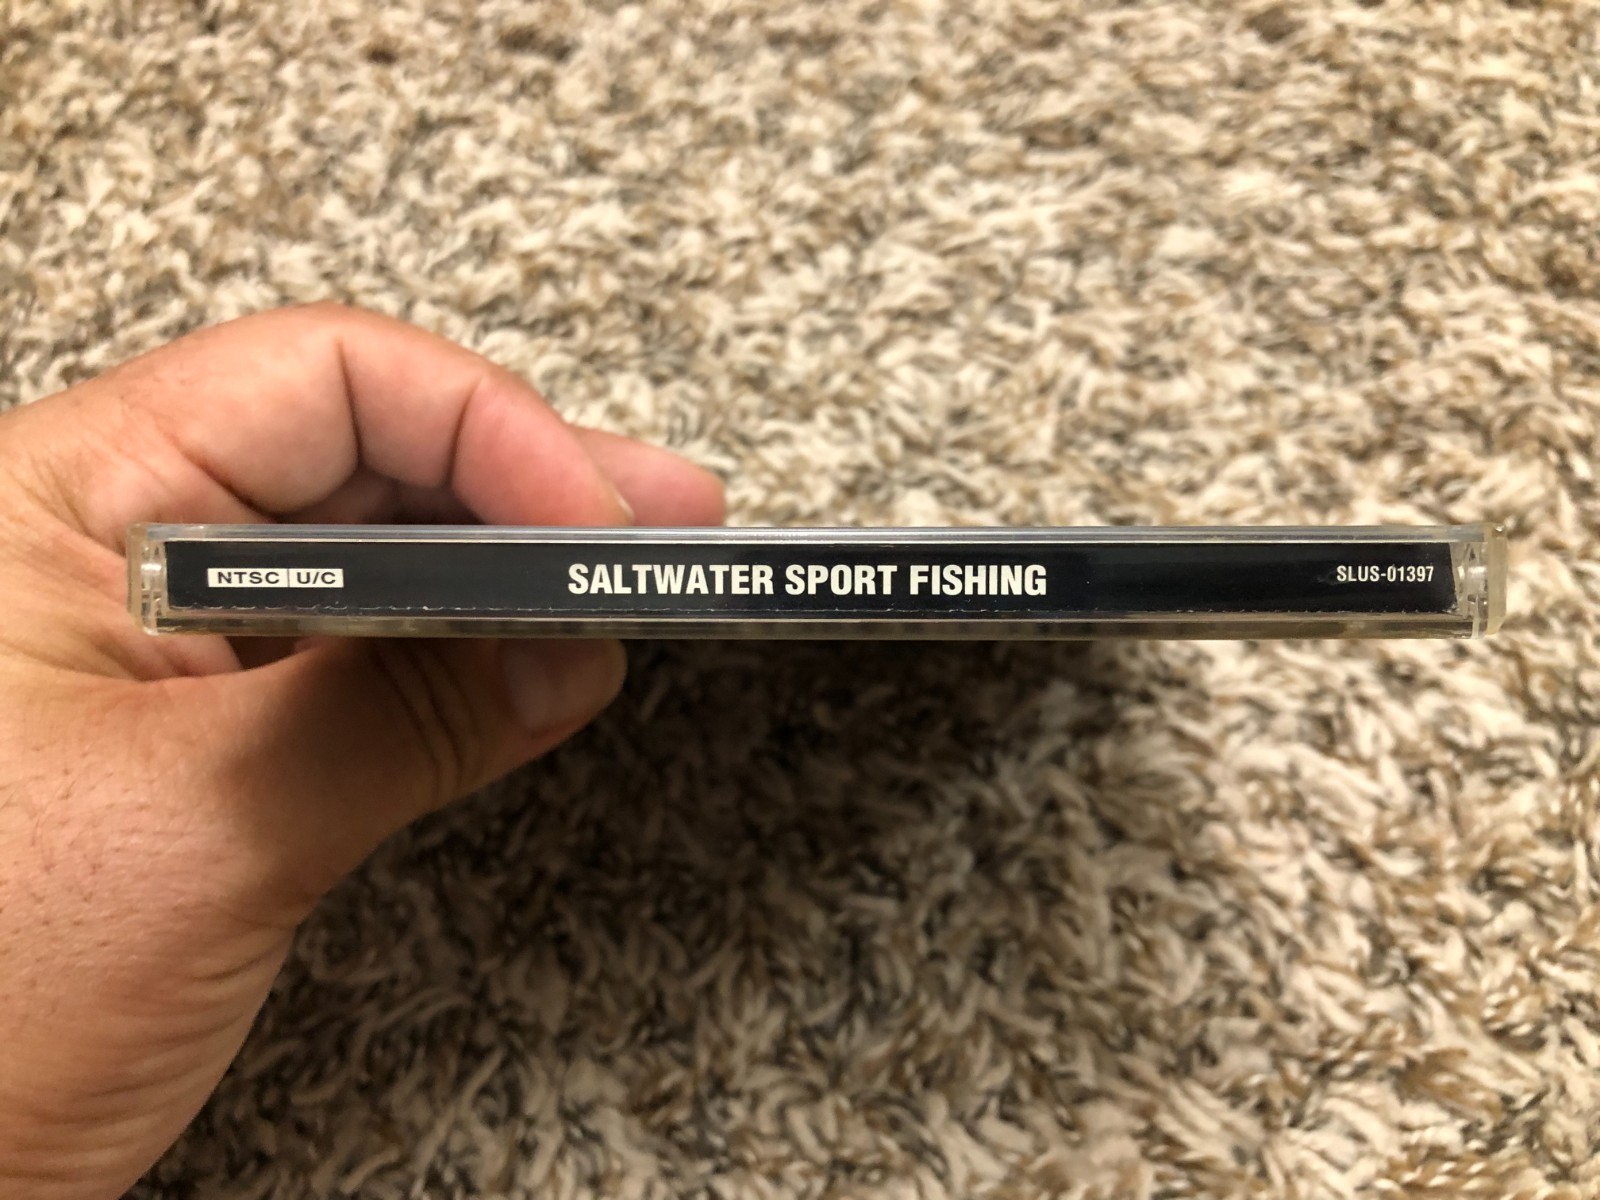 NTSC U/C
SALTWATER SPORT FISHING
SLUS-01397